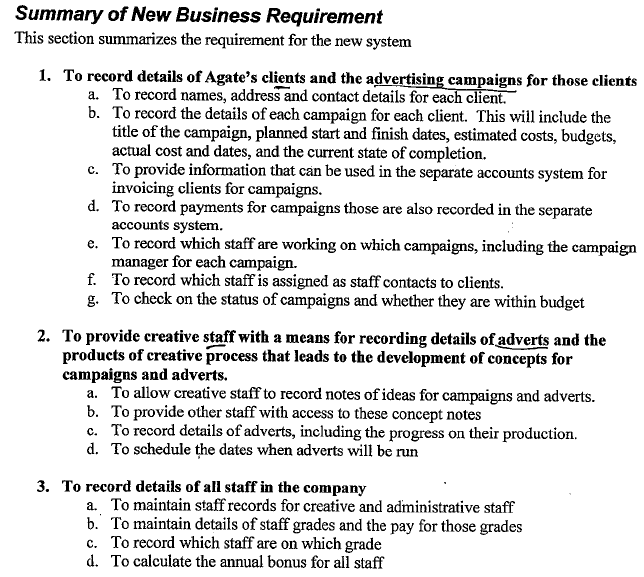 Summary of New Business Requirement
This section summarizes the requirement for the new system
1. To record details of Agate's clients and the advertising campaigns for those clients
a. To record names, address and contact details for each client.
b. To record the details of each campaign for each client. This will include the
title of the campaign, planned start and finish dates, estimated costs, budgets,
actual cost and dates, and the current state of completion.
c. To provide information that can be used in the separate accounts system for
invoicing clients for campaigns.
d. To record payments for campaigns those are also recorded in the separate
accounts system.
e. To record which staff are working on which campaigns, including the campaign
manager for each campaign.
f. To record which staff is assigned as staff contacts to clients.
g. To check on the status of campaigns and whether they are within budget
2. To provide creative staff with a means for recording details of adverts and the
products of creative process that leads to the development of concepts for
campaigns and adverts.
a. To allow creative staff to record notes of ideas for campaigns and adverts.
b. To provide other staff with access to these concept notes
c. To record details of adverts, including the progress on their production.
d. To schedule the dates when adverts will be run
3. To record details of all staff in the company
a. To maintain staff records for creative and administrative staff
b. To maintain details of staff grades and the pay for those grades
c. To record which staff are on which grade
d. To calculate the annual bonus for all staff